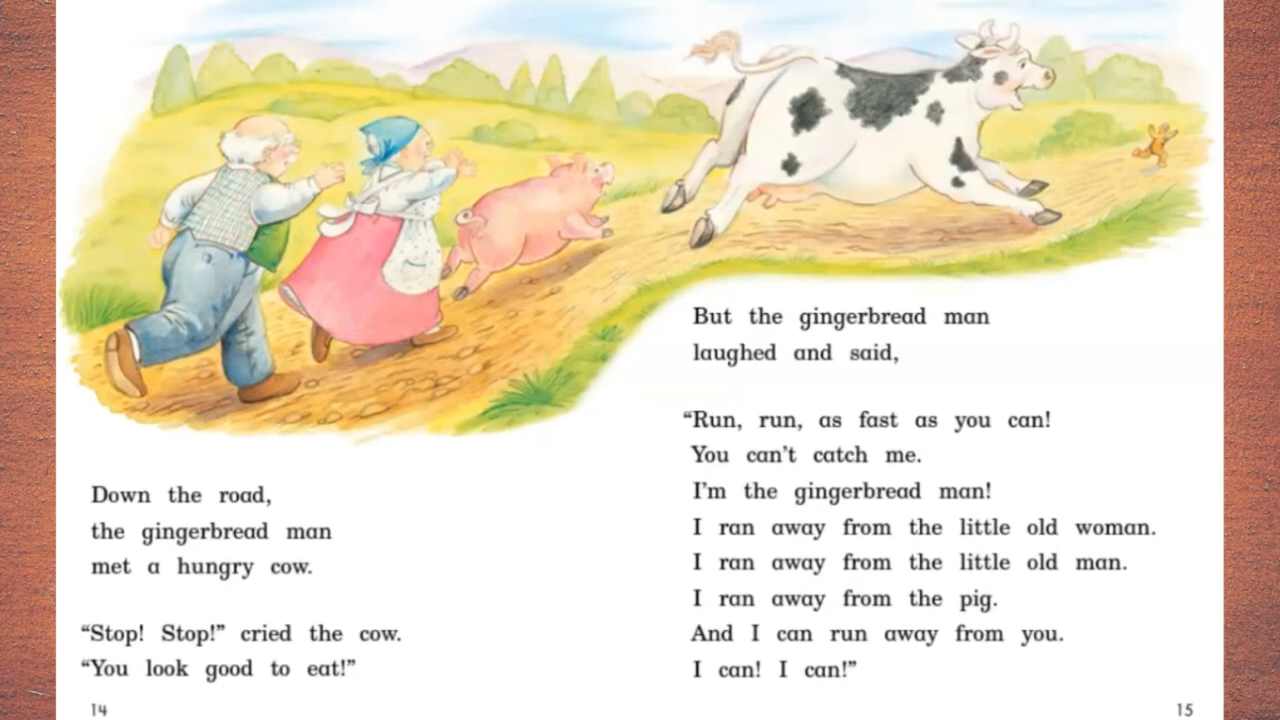 Down the road,
the gingerbread man
met a hungry cow.
“Stop! Stop!” cried the cow.
“You look good to eat!”
14
But the gingerbread man
laughed and said,
“Run, run, as fast as you can!
You can’t catch me.
I’m the gingerbread man!
I ran away from the little old woman.
I ran away from the little old man.
I ran away from the pig.
And I can run away from you.
I can! I can!”
15